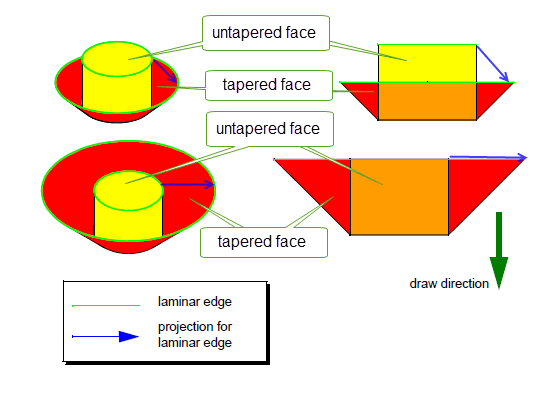 untapered face
tapered face
untapered face
tapered face
draw direction
laminar edge
projection for
laminar edge